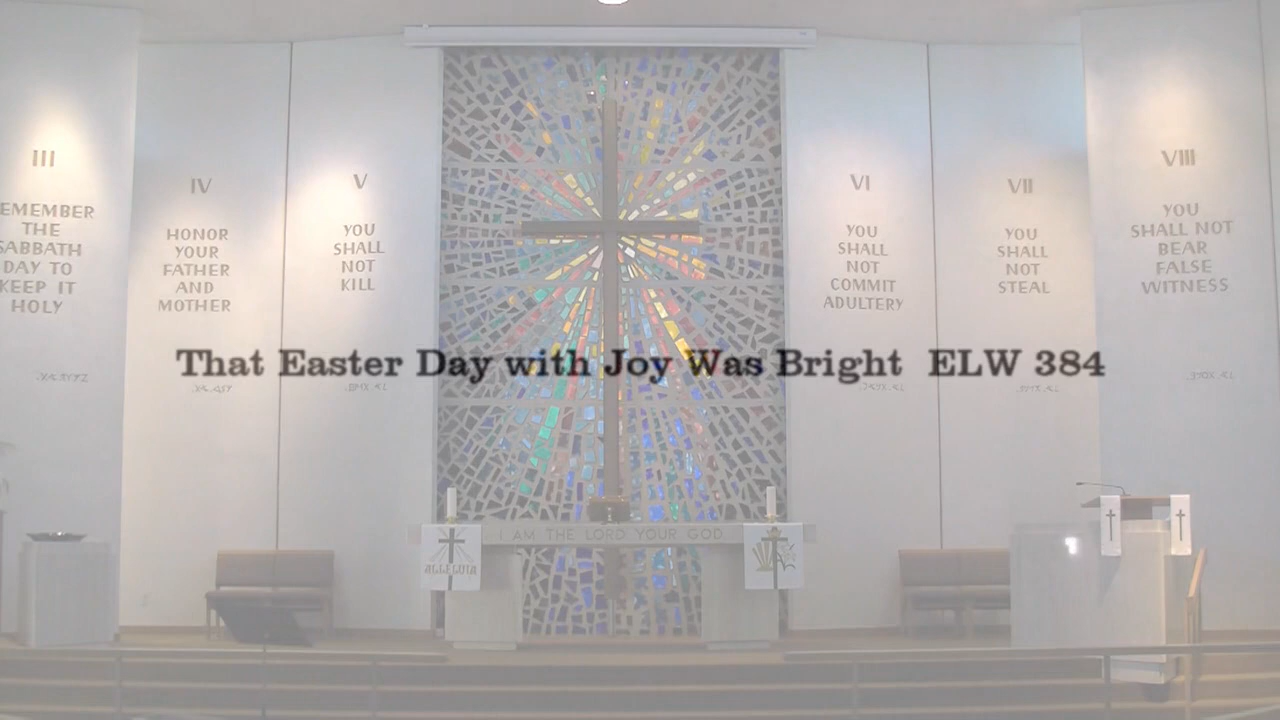 III
EMEMBER
THE
SABBATH
DAY TO
KEEP IT
HOLY
IV
HONOR
YOUR
FATHER
AND
MOTHER
V
YOU
SHALL
NOT
KILL
VI
YOU
SHALL
NOT
COMMIT
ADULTERY
VII
YOU
SHALL
NOT
STEAL
VIII
YOU
SHALL NOT
BEAR
FALSE
WITNESS
That Easter Day with Joy Was Bright ELW 384
I AM THE LORD YOUR GOD
ALLELUIA